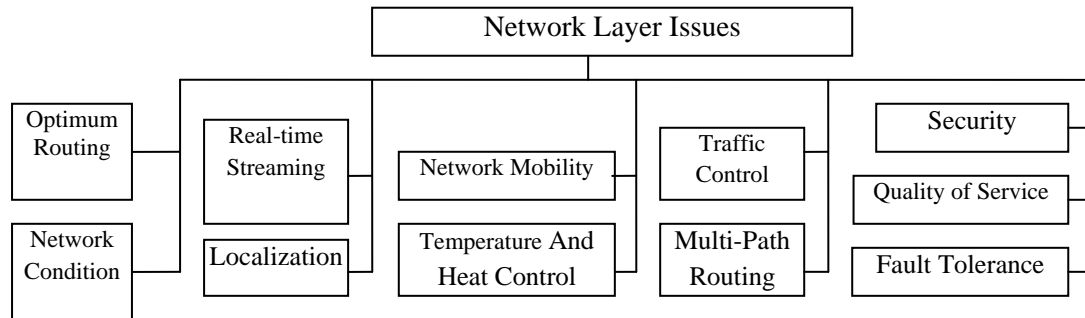 Network Layer Issues
Optimum
Routing
Network
Condition
Real-time
Streaming
Localization
Network Mobility
Temperature And
Heat Control
Traffic
Control
Multi-Path
Routing
Security
Quality of Service
Fault Tolerance